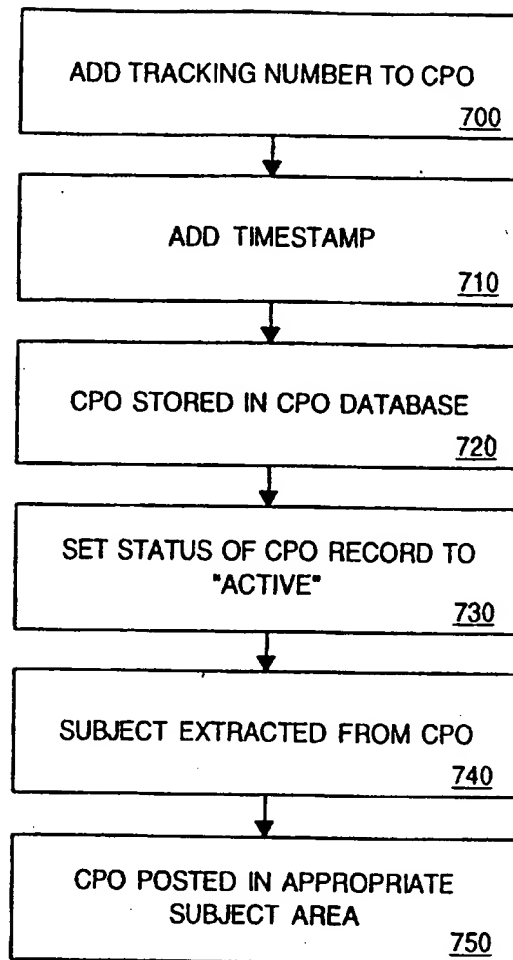 ADD TRACKING NUMBER TO CPO
700
ADD TIMESTAMP
710
CPO STORED IN CPO DATABASE
720
SET STATUS OF CPO RECORD TO
"ACTIVE"
730
SUBJECT EXTRACTED FROM CPO
740
CPO POSTED IN APPROPRIATE
SUBJECT AREA
750